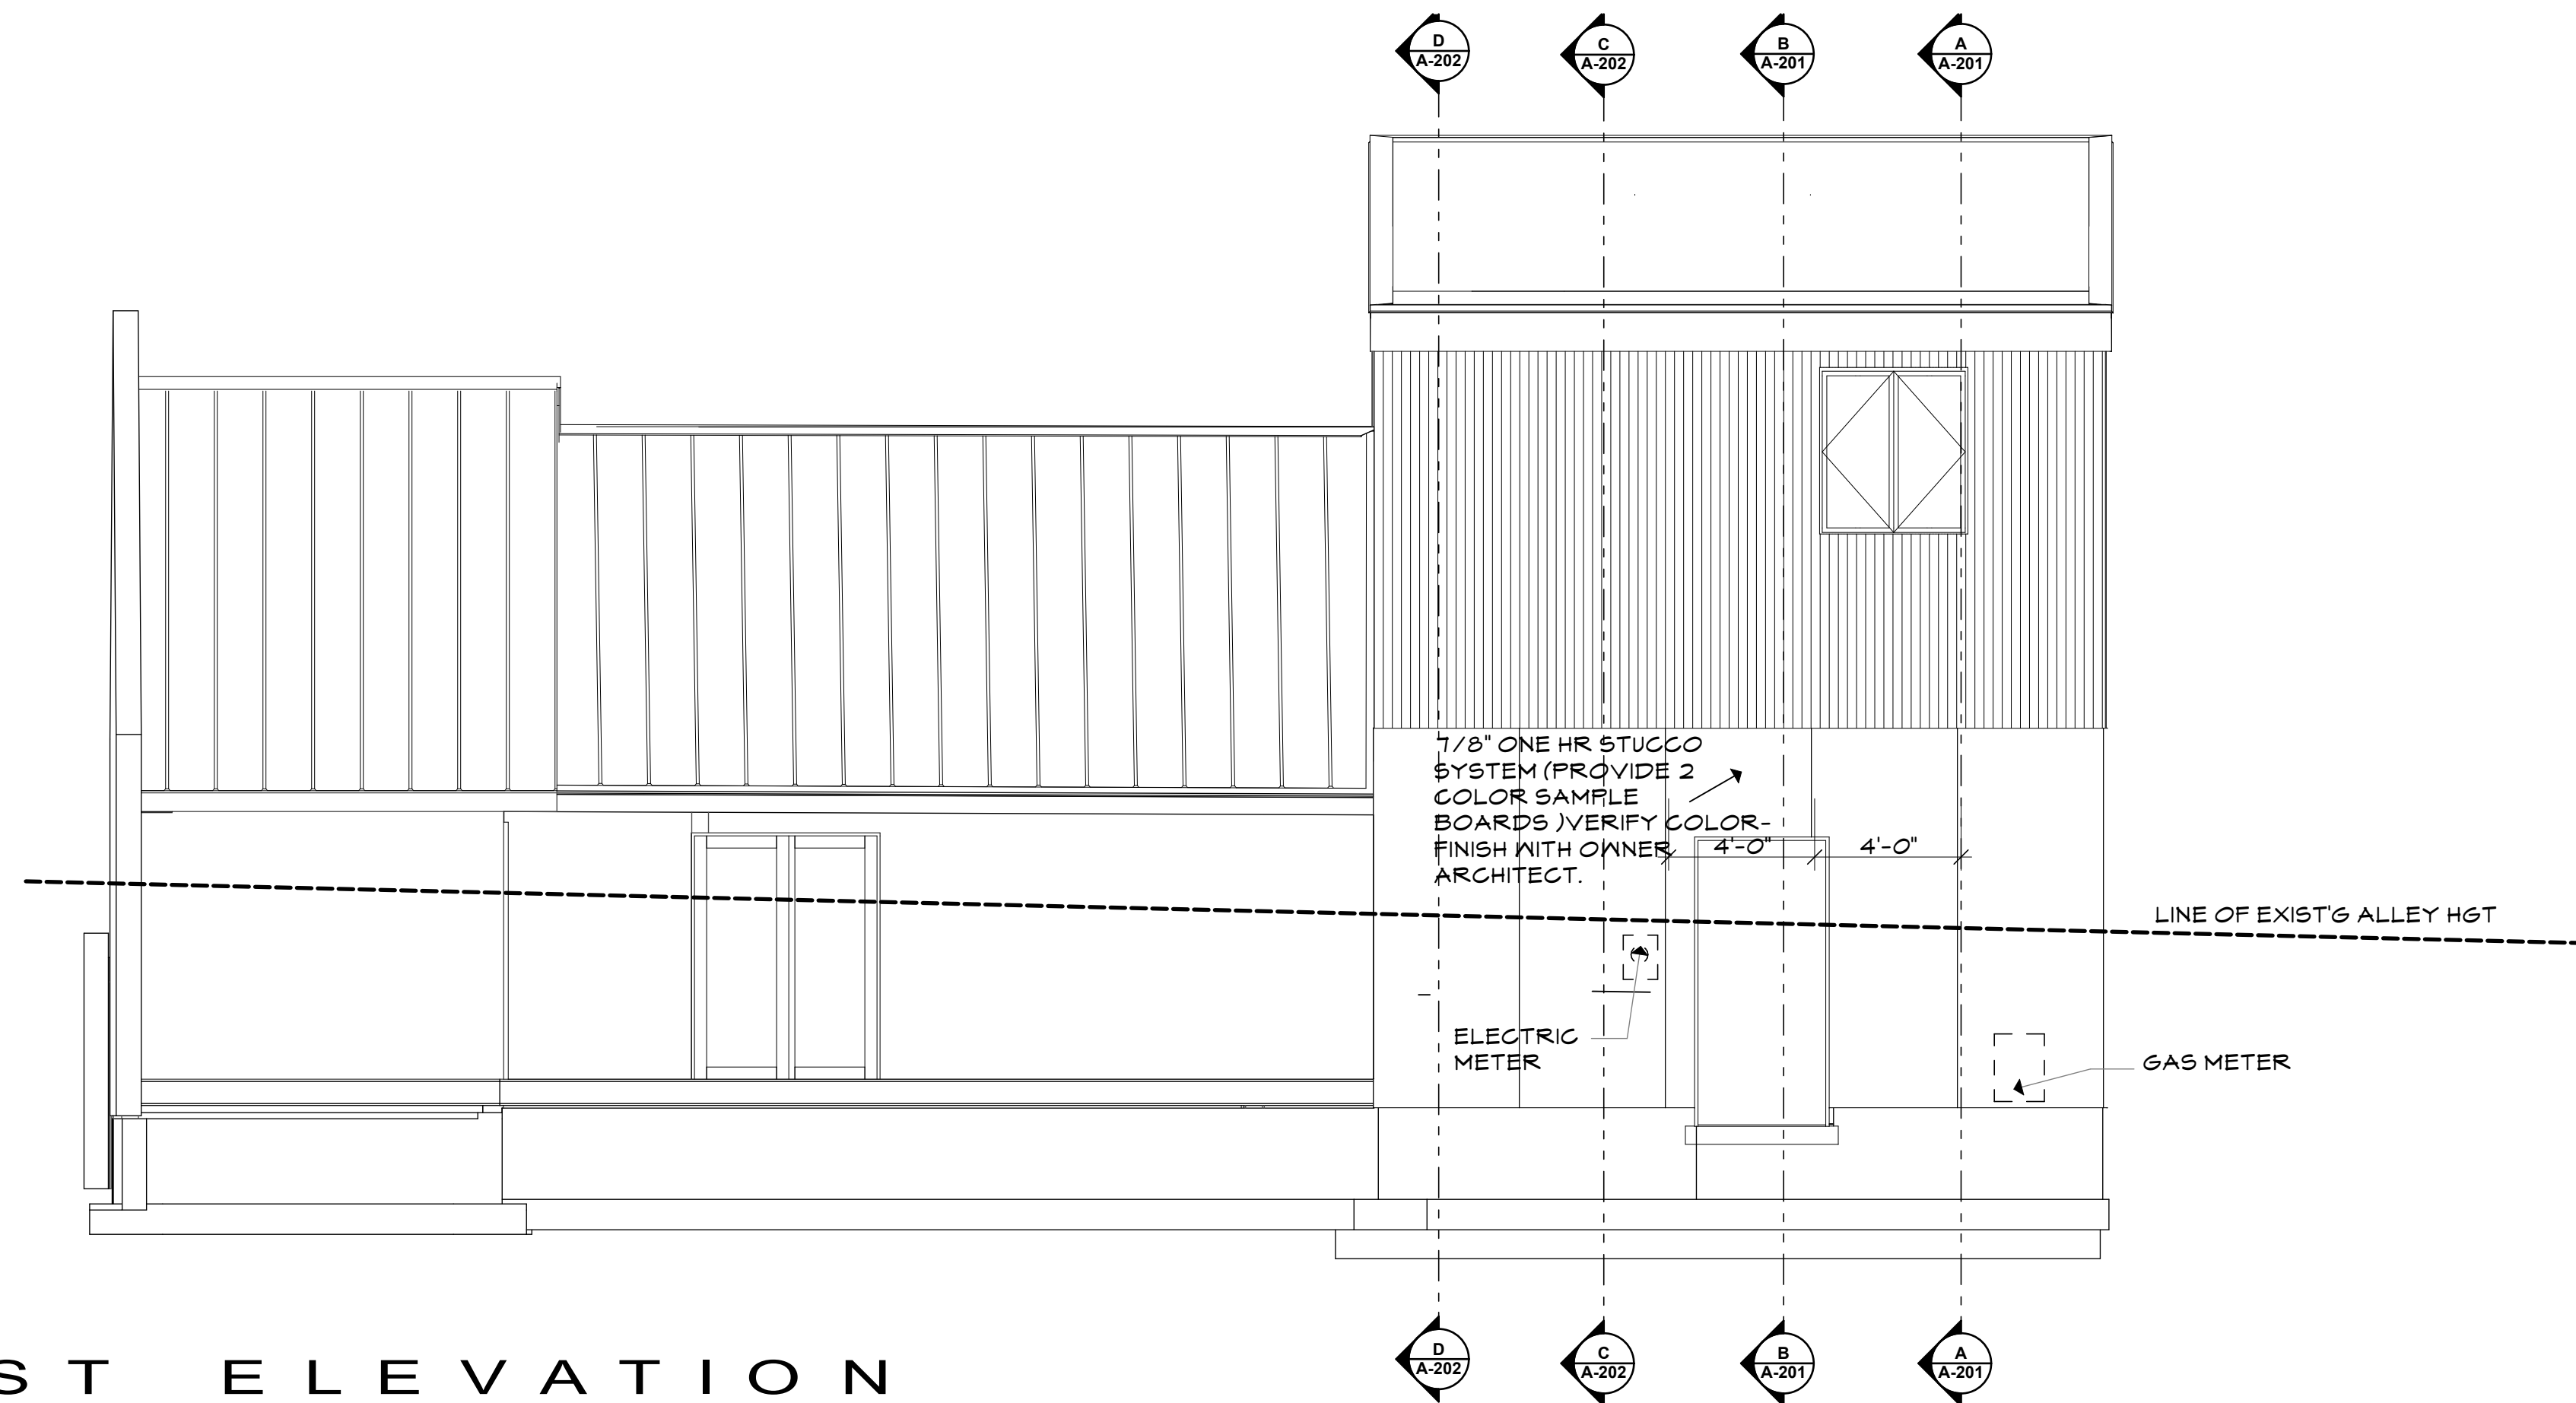 D
A-202
C
A-202
B
A-201
A
A-201
7/8" ONE HR STUCCO
SYSTEM (PROVIDE 2
COLOR SAMPLE
BOARDS )VERIFY COLOR-
FINISH WITH OWNER
ARCHITECT.
4'-0"
4'-0"
LINE OF EXIST'G ALLEY HGT
ELECTRIC
METER
GAS METER
ST ELEVATION
D
A-202
C
A-202
B
A-201
A
A-201